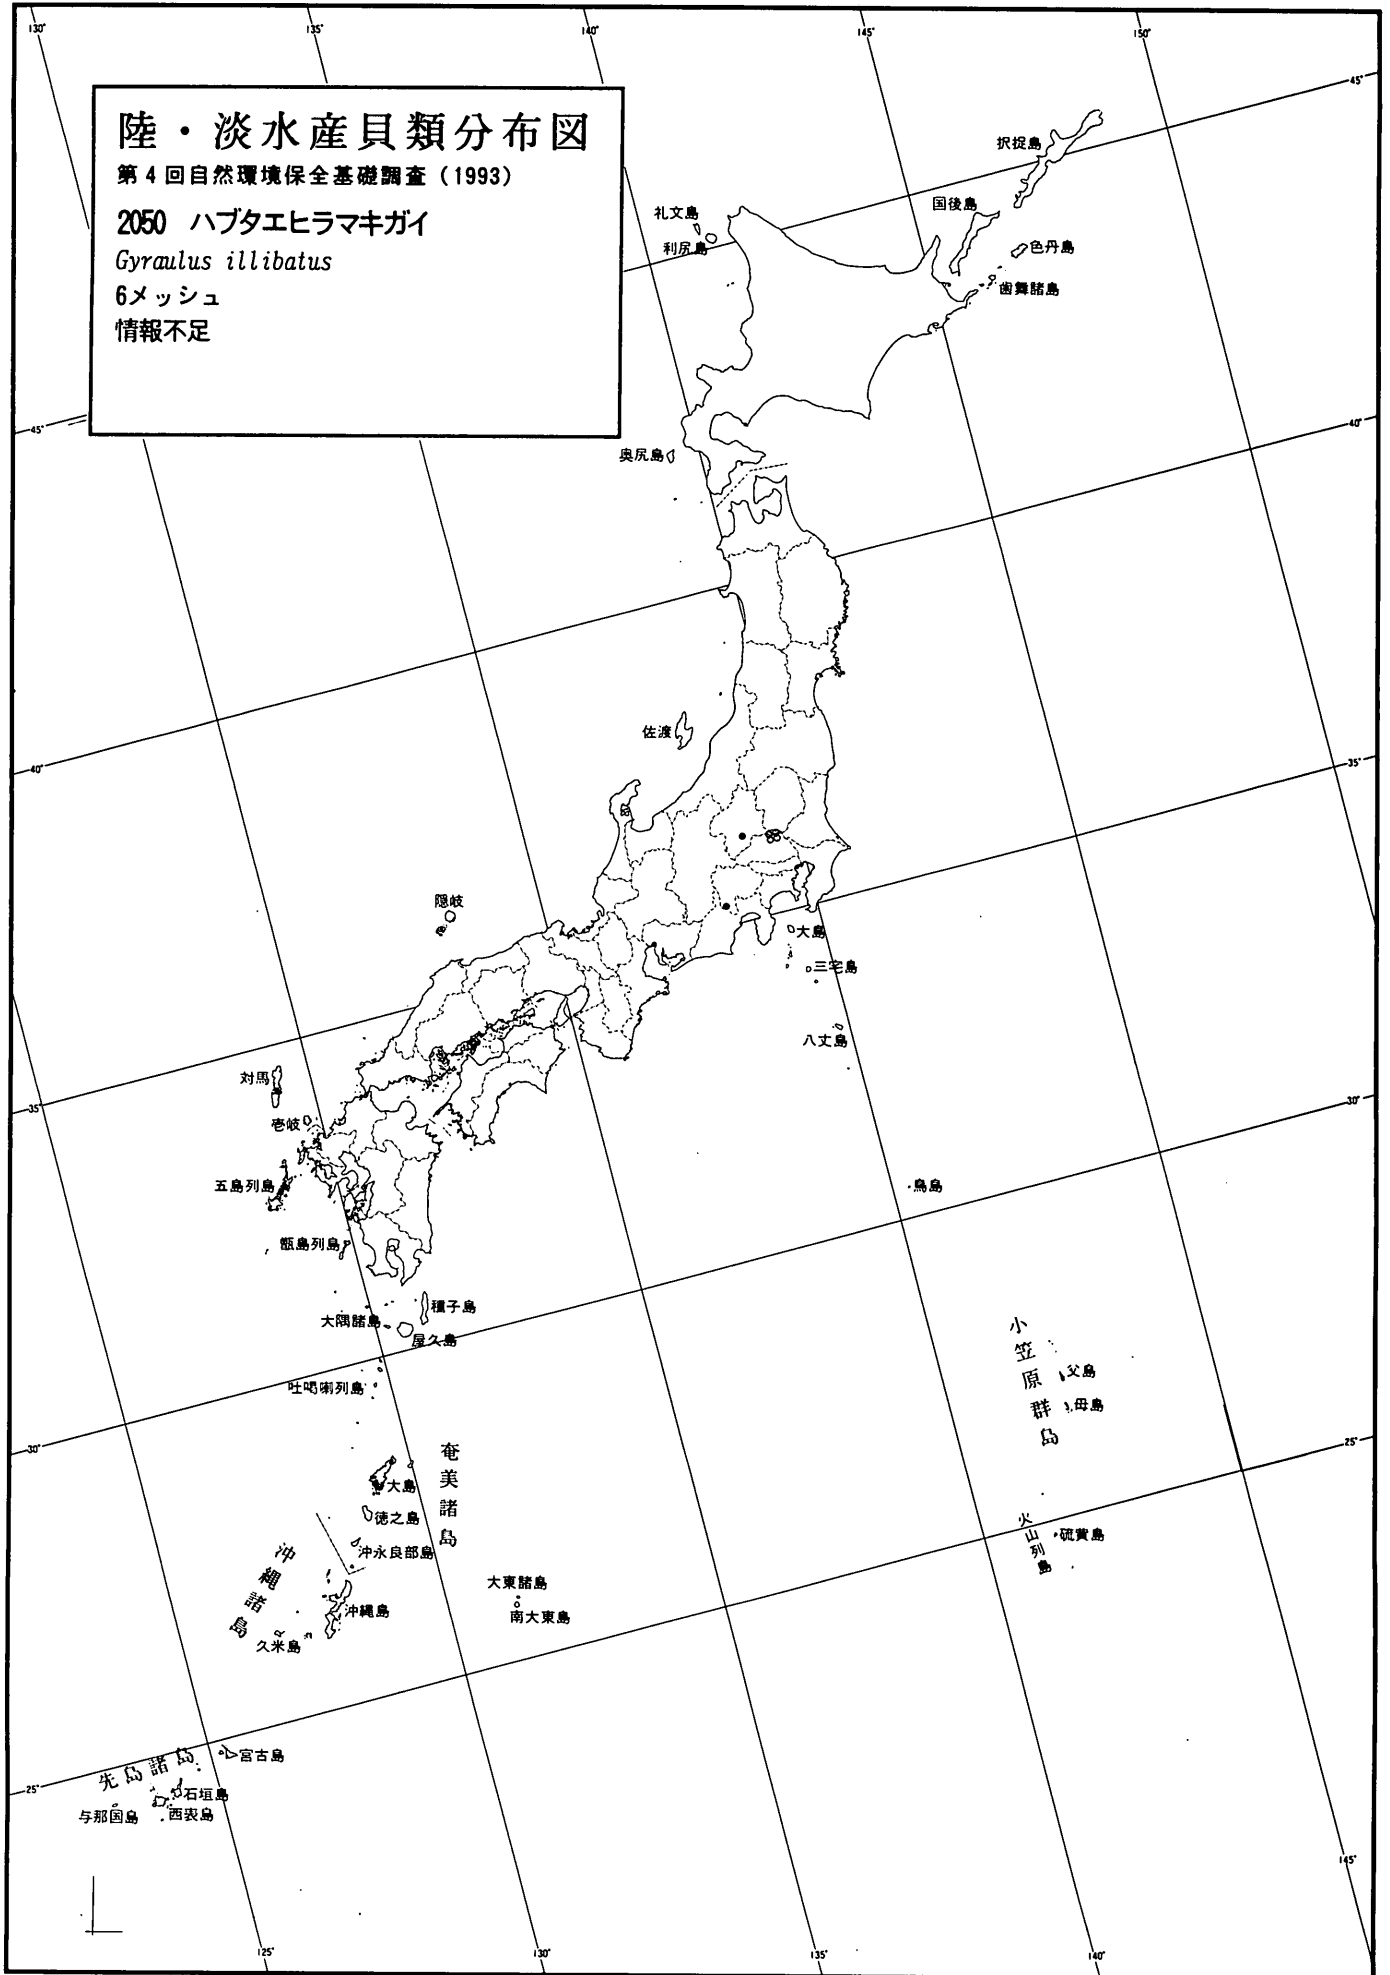 130°
135°
140°
145°
150°
陸・淡水産貝類分布図
第4回自然環境保全基礎調査（1993）
2050 ハブタエヒラマキガイ
Gyraulus illibatus
6メッシュ
情報不足
45°
択捉島
国後島
色丹島
歯舞諸島
礼文島
利尻島
45°
40°
奥尻島
佐渡
40°
35°
隠岐
大島
三宅島
八丈島
対馬
壱岐
35°
30°
五島列島
鳥島
甑島列島
種子島
大隅諸島
屋久島
吐噶喇列島
小笠原群島
父島
母島
30°
25°
奄美諸島
大島
徳之島
沖永良部島
火山列島
硫黄島
沖縄諸島
沖縄島
久米島
大東諸島
南大東島
先島諸島
宮古島
石垣島
西表島
与那国島
25°
145°
125°
130°
135°
140°